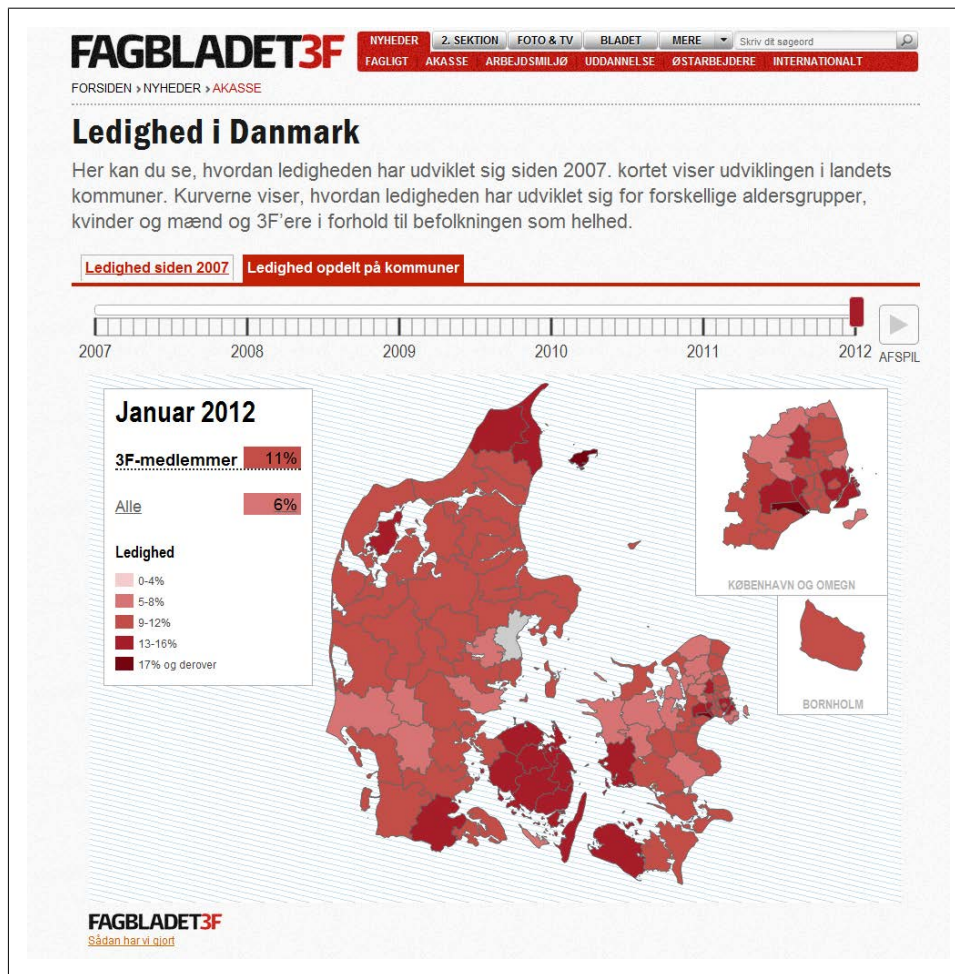 FAGBLADET3F
NYHEDER 2. SEKTION FOTO & TV BLADET MERE Skriv dit søgeord
FAGLIGT AKASSE ARBEJDSMILJØ UDDANNELSE ØSTARBEJDERE INTERNATIONALT
FORSIDEN › NYHEDER › AKASSE
Ledighed i Danmark
Her kan du se, hvordan ledigheden har udviklet sig siden 2007. kortet viser udviklingen i landets
kommuner. Kurverne viser, hvordan ledigheden har udviklet sig for forskellige aldersgrupper,
kvinder og mænd og 3F'ere i forhold til befolkningen som helhed.
Ledighed siden 2007 Ledighed opdelt på kommuner
2007 2008 2009 2010 2011 2012 AFSPIL
Januar 2012
3F-medlemmer 11%
Alle 6%
Ledighed
0-4%
5-8%
9-12%
13-16%
17% og derover
KØBENHAVN OG OMEGN
BORNHOLM
FAGBLADET3F
Sådan har vi gjort